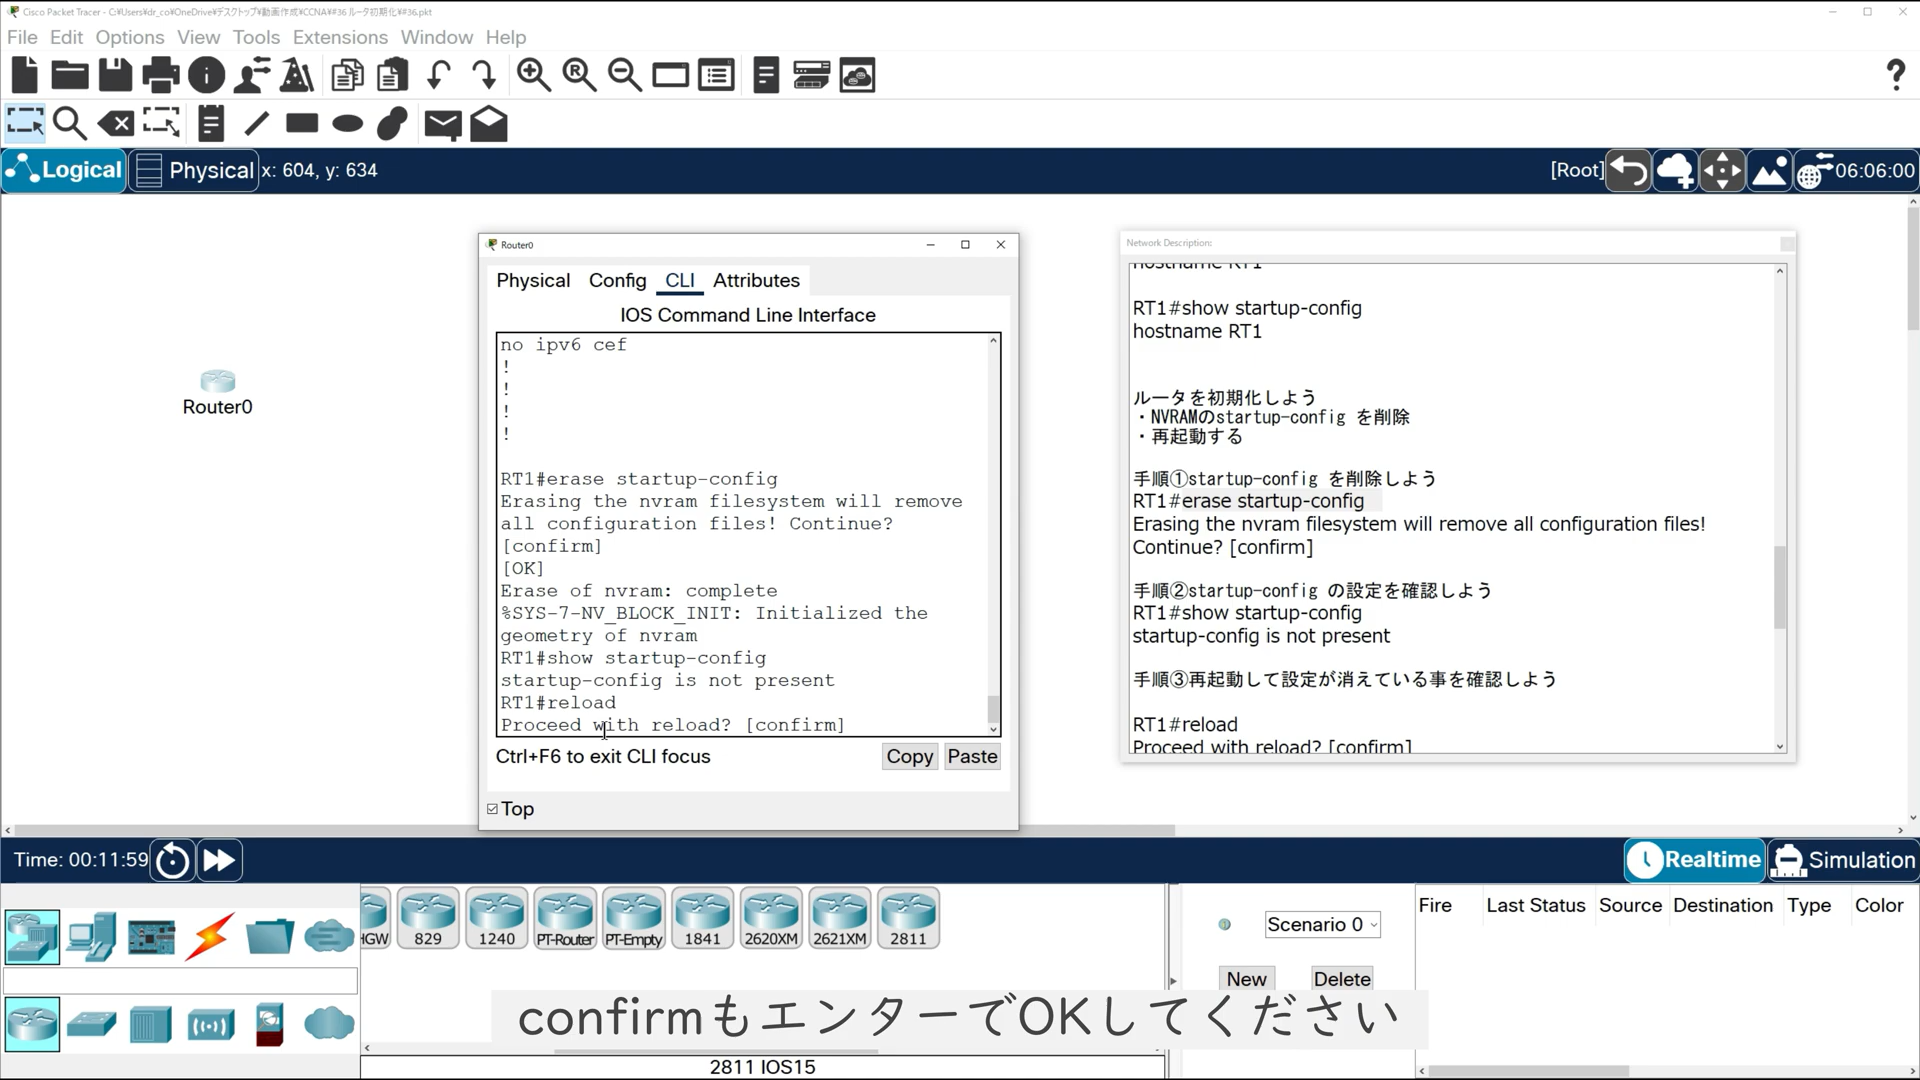 Cisco Packet Tracer - C:¥Users¥dr_co¥OneDrive¥デスクトップ¥動画作成¥CCNA¥#36 ルータ初期化¥#36.pkt
File Edit Options View Tools Extensions Window Help
Logical Physical x: 604, y: 634 [Root] 06:06:00
Router0
Router0
Physical Config CLI Attributes
IOS Command Line Interface
no ipv6 cef
!
!
!
!
RT1#erase startup-config
Erasing the nvram filesystem will remove
all configuration files! Continue?
[confirm]
[OK]
Erase of nvram: complete
%SYS-7-NV_BLOCK_INIT: Initialized the
geometry of nvram
RT1#show startup-config
startup-config is not present
RT1#reload
Proceed with reload? [confirm]
Ctrl+F6 to exit CLI focus Copy Paste
Top
Network Description:
hostname RT1
RT1#show startup-config
hostname RT1
ルータを初期化しよう
・NVRAMのstartup-config を削除
・再起動する
手順①startup-config を削除しよう
RT1#erase startup-config
Erasing the nvram filesystem will remove all configuration files!
Continue? [confirm]
手順②startup-config の設定を確認しよう
RT1#show startup-config
startup-config is not present
手順③再起動して設定が消えている事を確認しよう
RT1#reload
Proceed with reload? [confirm]
Time: 00:11:59 Realtime Simulation
HGW 829 1240 PT-Router PT-Empty 1841 2620XM 2621XM 2811
Scenario 0
New Delete
Fire Last Status Source Destination Type Color
confirmもエンターでOKしてください
2811 IOS15